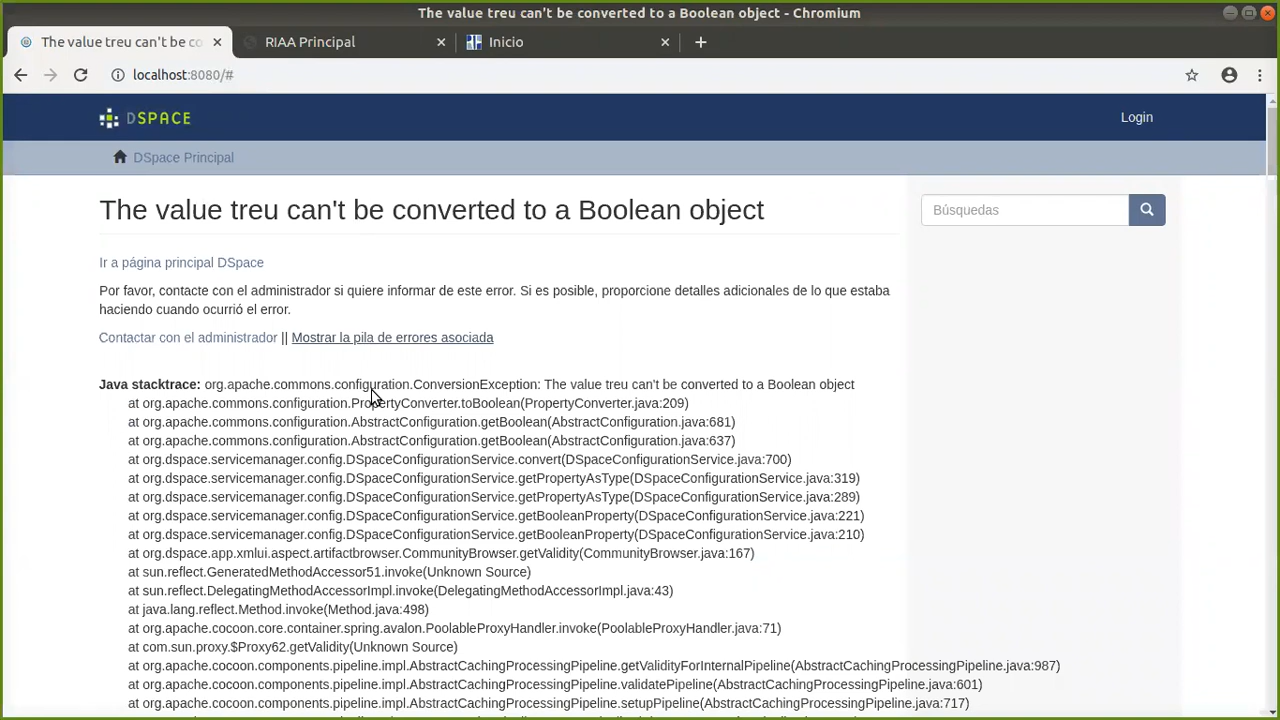 The value treu can't be converted to a Boolean object - Chromium
The value treu can't be co
RIAA Principal
Inicio
localhost:8080/#
DSPACE
Login
DSpace Principal
The value treu can't be converted to a Boolean object
Búsquedas
Ir a página principal DSpace
Por favor, contacte con el administrador si quiere informar de este error. Si es posible, proporcione detalles adicionales de lo que estaba
haciendo cuando ocurrió el error.
Contactar con el administrador || Mostrar la pila de errores asociada
Java stacktrace: org.apache.commons.configuration.ConversionException: The value treu can't be converted to a Boolean object
at org.apache.commons.configuration.PropertyConverter.toBoolean(PropertyConverter.java:209)
at org.apache.commons.configuration.AbstractConfiguration.getBoolean(AbstractConfiguration.java:681)
at org.apache.commons.configuration.AbstractConfiguration.getBoolean(AbstractConfiguration.java:637)
at org.dspace.servicemanager.config.DSpaceConfigurationService.convert(DSpaceConfigurationService.java:700)
at org.dspace.servicemanager.config.DSpaceConfigurationService.getPropertyAsType(DSpaceConfigurationService.java:319)
at org.dspace.servicemanager.config.DSpaceConfigurationService.getPropertyAsType(DSpaceConfigurationService.java:289)
at org.dspace.servicemanager.config.DSpaceConfigurationService.getBooleanProperty(DSpaceConfigurationService.java:221)
at org.dspace.servicemanager.config.DSpaceConfigurationService.getBooleanProperty(DSpaceConfigurationService.java:210)
at org.dspace.app.xmlui.aspect.artifactbrowser.CommunityBrowser.getValidity(CommunityBrowser.java:167)
at sun.reflect.GeneratedMethodAccessor51.invoke(Unknown Source)
at sun.reflect.DelegatingMethodAccessorImpl.invoke(DelegatingMethodAccessorImpl.java:43)
at java.lang.reflect.Method.invoke(Method.java:498)
at org.apache.cocoon.core.container.spring.avalon.PoolableProxyHandler.invoke(PoolableProxyHandler.java:71)
at com.sun.proxy.$Proxy62.getValidity(Unknown Source)
at org.apache.cocoon.components.pipeline.impl.AbstractCachingProcessingPipeline.getValidityForInternalPipeline(AbstractCachingProcessingPipeline.java:987)
at org.apache.cocoon.components.pipeline.impl.AbstractCachingProcessingPipeline.validatePipeline(AbstractCachingProcessingPipeline.java:601)
at org.apache.cocoon.components.pipeline.impl.AbstractCachingProcessingPipeline.setupPipeline(AbstractCachingProcessingPipeline.java:717)